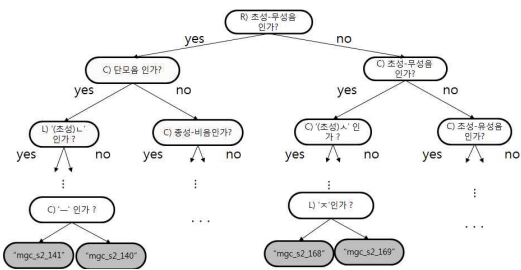 R) 초성-무성음
인가?
yes
no
C) 단모음 인가?
C) 초성-무성음
인가?
yes
no
yes
no
L) '(초성)ㄴ'
인가 ?
C) 종성-비음인가?
C) '(초성)ㅅ' 인
가 ?
C) 초성-유성음
인가?
yes
no
yes
no
yes
no
yes
no
C) 'ㅡ' 인가 ?
L) 'ㅈ'인가 ?
. . .
. . .
"mgc_s2_141"
"mgc_s2_140"
"mgc_s2_168"
"mgc_s2_169"